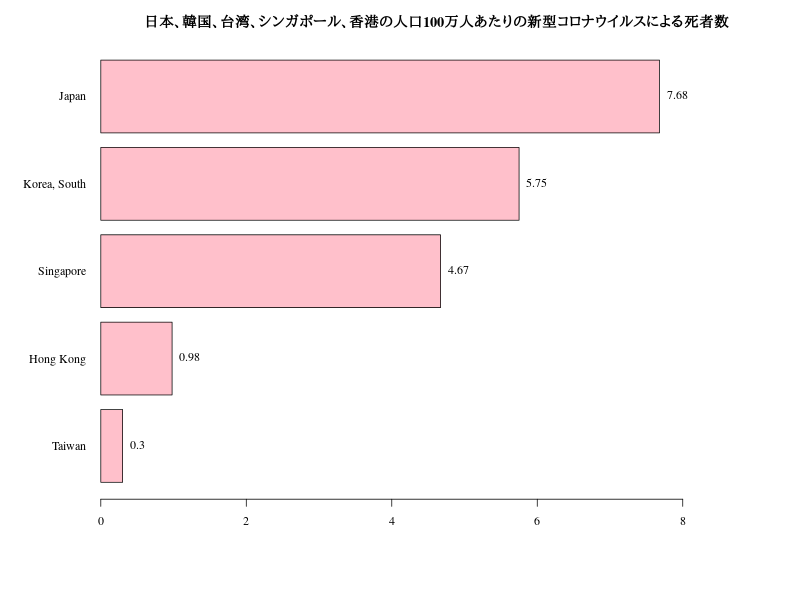 日本、韓国、台湾、シンガポール、香港の人口100万人あたりの新型コロナウイルスによる死者数
Japan 7.68
Korea, South 5.75
Singapore 4.67
Hong Kong 0.98
Taiwan 0.3
0 2 4 6 8